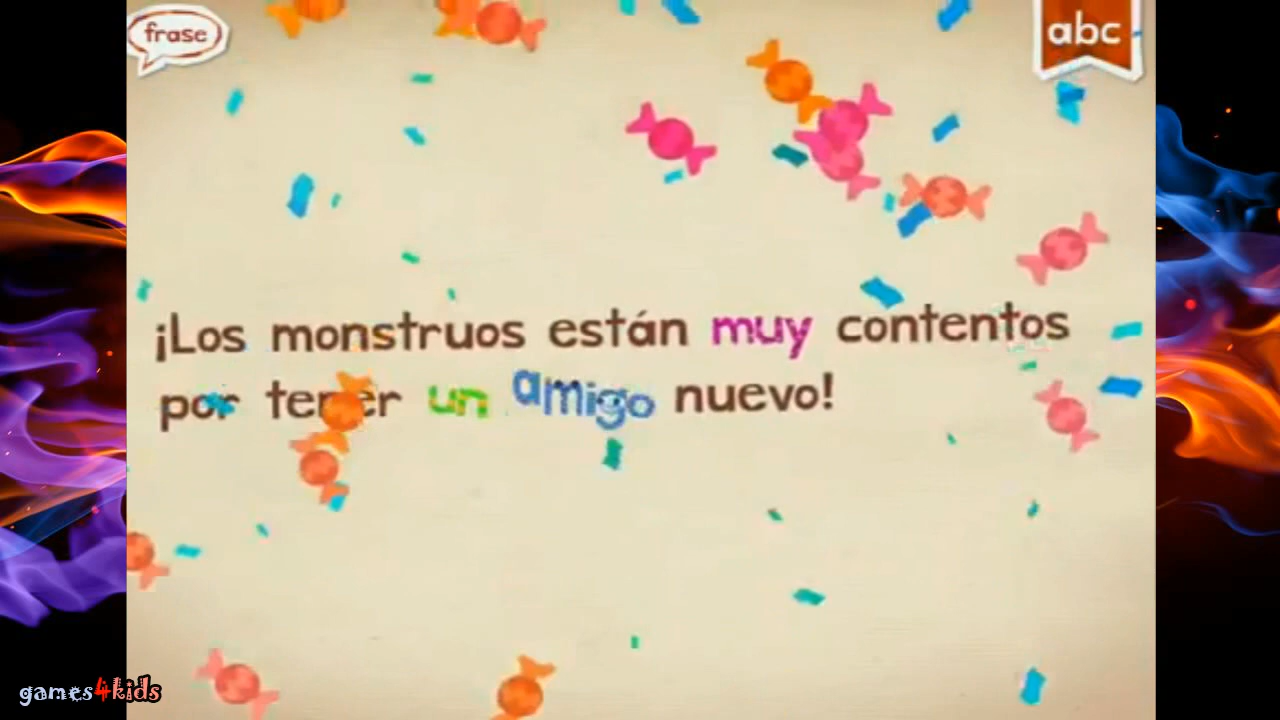 frase
abc
¡Los monstruos están muy contentos
por tener un amigo nuevo!
games4kids